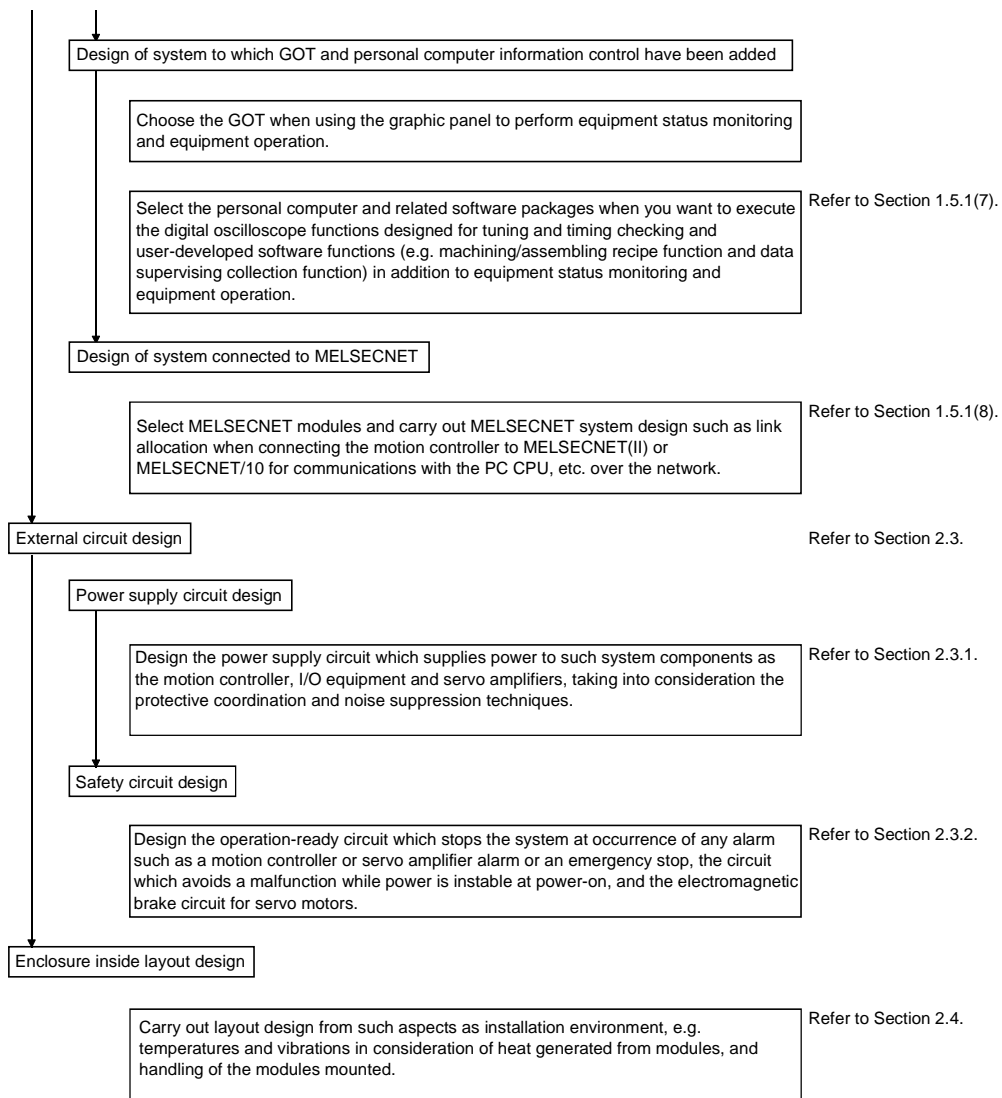 Design of system to which GOT and personal computer information control have been added
Choose the GOT when using the graphic panel to perform equipment status monitoring
and equipment operation.
Select the personal computer and related software packages when you want to execute
the digital oscilloscope functions designed for tuning and timing checking and
user-developed software functions (e.g. machining/assembling recipe function and data
supervising collection function) in addition to equipment status monitoring and
equipment operation.
Refer to Section 1.5.1(7).
Design of system connected to MELSECNET
Select MELSECNET modules and carry out MELSECNET system design such as link
allocation when connecting the motion controller to MELSECNET(II) or
MELSECNET/10 for communications with the PC CPU, etc. over the network.
Refer to Section 1.5.1(8).
External circuit design
Refer to Section 2.3.
Power supply circuit design
Design the power supply circuit which supplies power to such system components as
the motion controller, I/O equipment and servo amplifiers, taking into consideration the
protective coordination and noise suppression techniques.
Refer to Section 2.3.1.
Safety circuit design
Design the operation-ready circuit which stops the system at occurrence of any alarm
such as a motion controller or servo amplifier alarm or an emergency stop, the circuit
which avoids a malfunction while power is instable at power-on, and the electromagnetic
brake circuit for servo motors.
Refer to Section 2.3.2.
Enclosure inside layout design
Carry out layout design from such aspects as installation environment, e.g.
temperatures and vibrations in consideration of heat generated from modules, and
handling of the modules mounted.
Refer to Section 2.4.